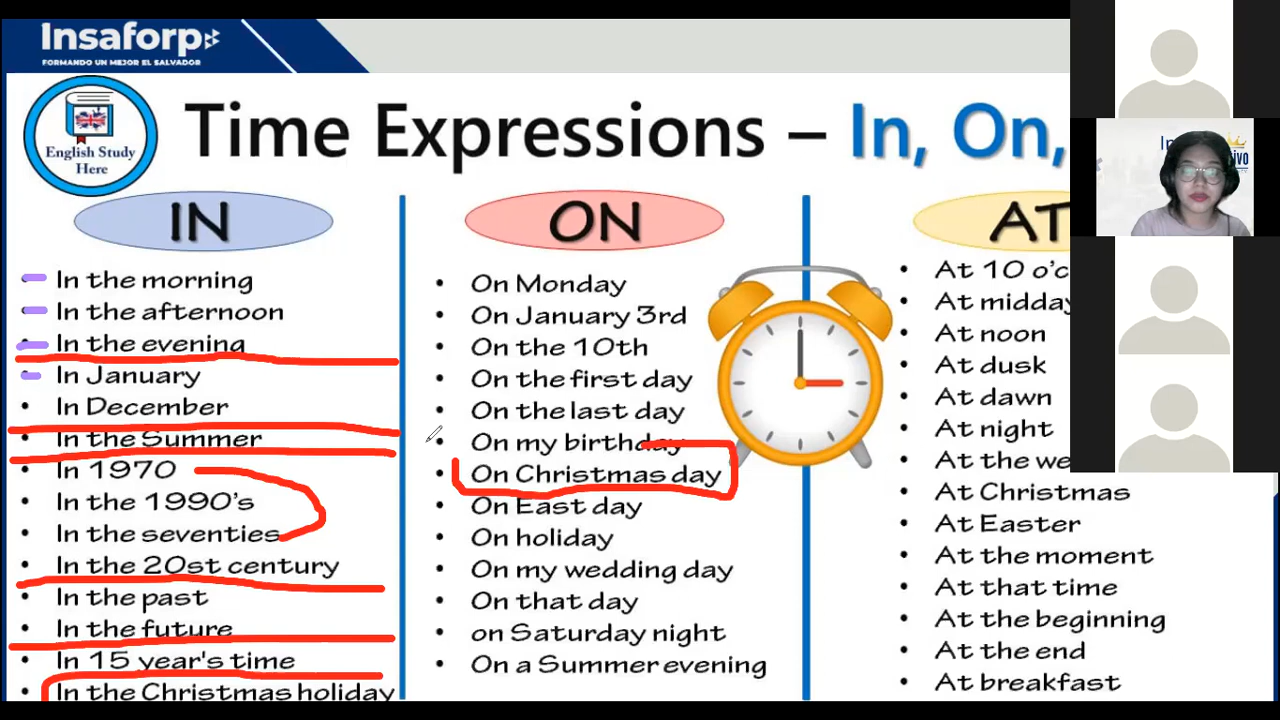 Insaforp
FORMANDO UN MEJOR EL SALVADOR
English Study
Here
Time Expressions – In, On,
IN
In the morning
In the afternoon
In the evening
In January
In December
In the Summer
In 1970
In the 1990's
In the seventies
In the 20st century
In the past
In the future
In 15 year's time
In the Christmas holiday
ON
On Monday
On January 3rd
On the 10th
On the first day
On the last day
On my birthday
On Christmas day
On East day
On holiday
On my wedding day
On that day
on Saturday night
On a Summer evening
AT
At 10 o'c
At midday
At noon
At dusk
At dawn
At night
At the we
At Christmas
At Easter
At the moment
At that time
At the beginning
At the end
At breakfast